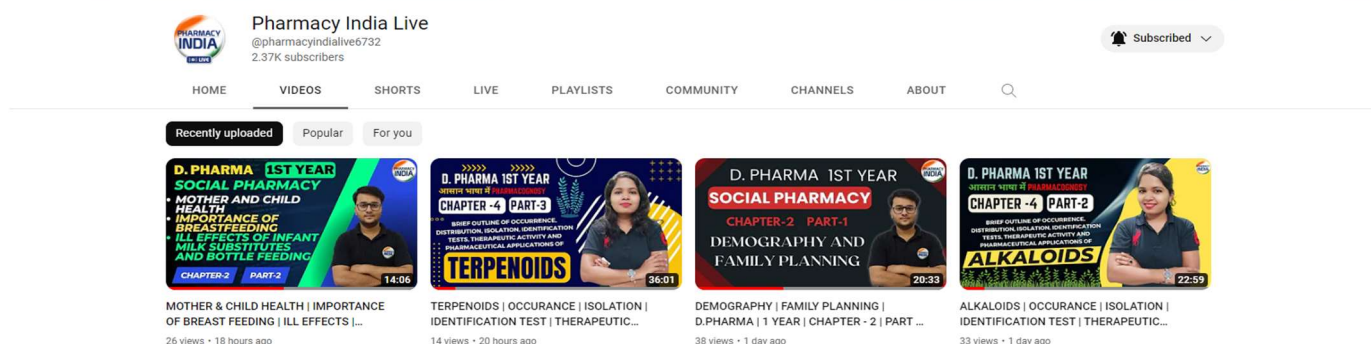 PHARMACY
INDIA
LIVE
Pharmacy India Live
@pharmacyindialive6732
2.37K subscribers
Subscribed
HOME VIDEOS SHORTS LIVE PLAYLISTS COMMUNITY CHANNELS ABOUT
Recently uploaded Popular For you
D. PHARMA 1ST YEAR
SOCIAL PHARMACY
• MOTHER AND CHILD
HEALTH
• IMPORTANCE OF
BREASTFEEDING
• ILL EFFECTS OF INFANT
MILK SUBSTITUTES
AND BOTTLE FEEDING
CHAPTER-2 PART-2
PHARMACY
INDIA
14:06
MOTHER & CHILD HEALTH | IMPORTANCE
OF BREAST FEEDING | ILL EFFECTS |...
26 views • 18 hours ago
D. PHARMA 1ST YEAR
आसान भाषा में PHARMACOGNOSY
CHAPTER -4 PART-3
BRIEF OUTLINE OF OCCURRENCE,
DISTRIBUTION, ISOLATION, IDENTIFICATION
TESTS, THERAPEUTIC ACTIVITY AND
PHARMACEUTICAL APPLICATIONS OF
TERPENOIDS
36:01
TERPENOIDS | OCCURANCE | ISOLATION |
IDENTIFICATION TEST | THERAPEUTIC...
14 views • 20 hours ago
D. PHARMA 1ST YEAR
SOCIAL PHARMACY
CHAPTER-2 PART-1
DEMOGRAPHY AND
FAMILY PLANNING
INDIA
20:33
DEMOGRAPHY | FAMILY PLANNING |
D.PHARMA | 1 YEAR | CHAPTER - 2 | PART ...
38 views • 1 day ago
D. PHARMA 1ST YEAR
आसान भाषा में PHARMACOGNOSY
CHAPTER -4 PART-2
BRIEF OUTLINE OF OCCURRENCE,
DISTRIBUTION, ISOLATION, IDENTIFICATION
TESTS, THERAPEUTIC ACTIVITY AND
PHARMACEUTICAL APPLICATIONS OF
ALKALOIDS
22:59
ALKALOIDS | OCCURANCE | ISOLATION |
IDENTIFICATION TEST | THERAPEUTIC...
33 views • 1 day ago